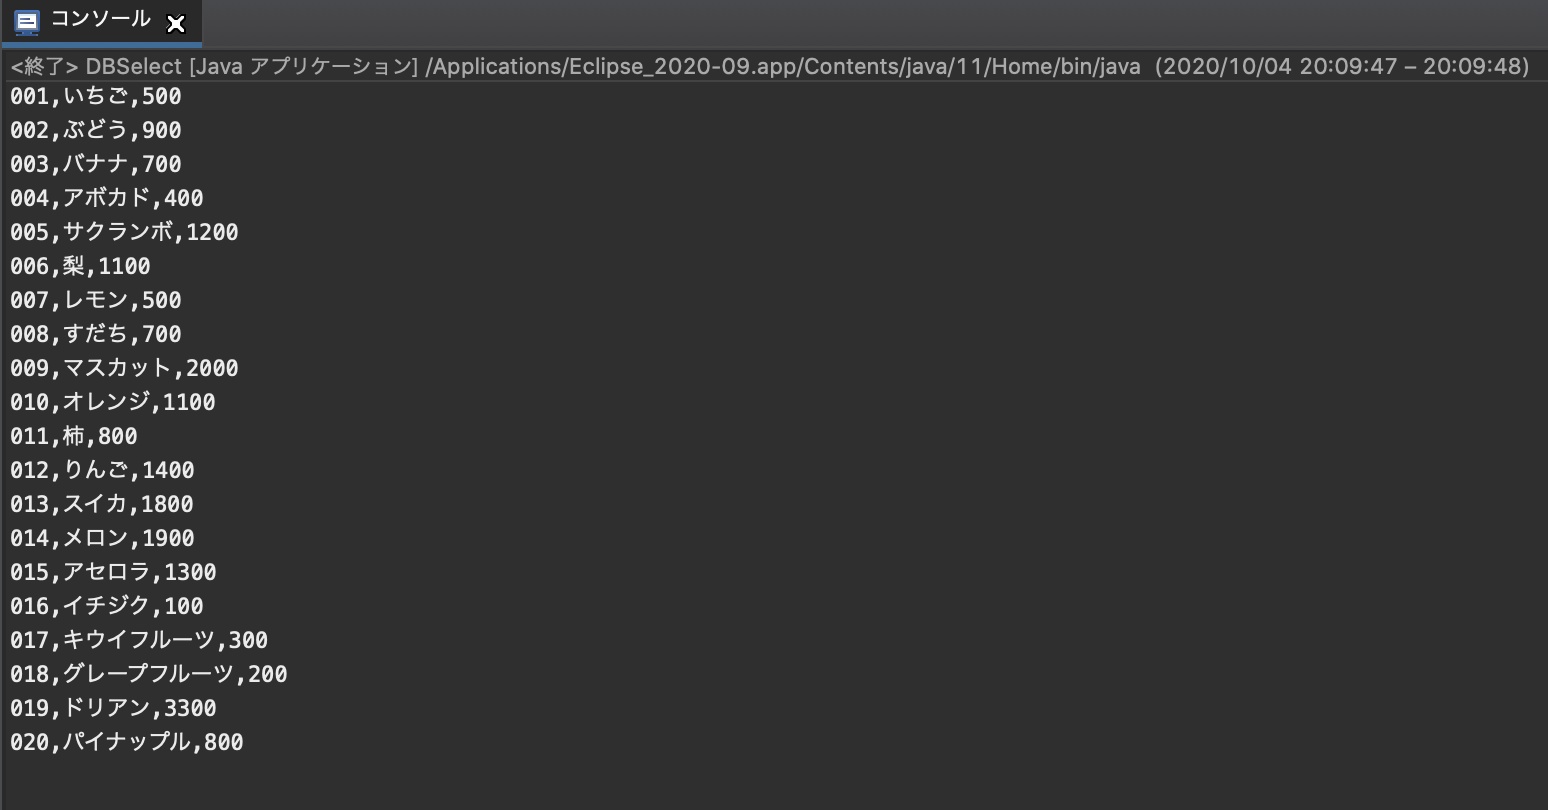 コンソール
<終了> DBSelect [Java アプリケーション] /Applications/Eclipse_2020-09.app/Contents/java/11/Home/bin/java  (2020/10/04 20:09:47 – 20:09:48)
001,いちご,500
002,ぶどう,900
003,バナナ,700
004,アボカド,400
005,サクランボ,1200
006,梨,1100
007,レモン,500
008,すだち,700
009,マスカット,2000
010,オレンジ,1100
011,柿,800
012,りんご,1400
013,スイカ,1800
014,メロン,1900
015,アセロラ,1300
016,イチジク,100
017,キウイフルーツ,300
018,グレープフルーツ,200
019,ドリアン,3300
020,パイナップル,800